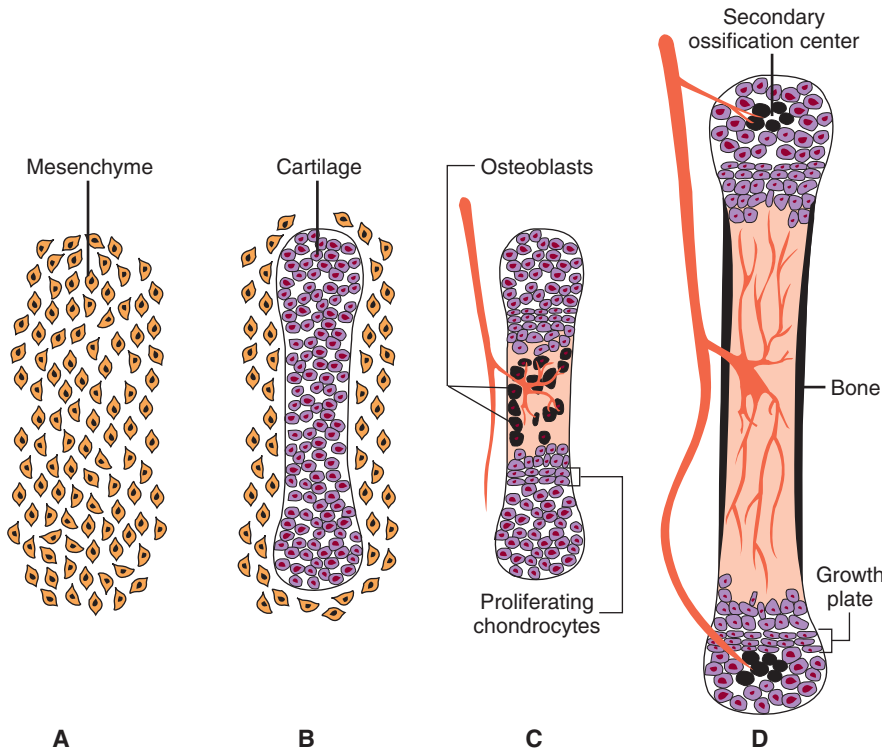 Secondary
ossification center
Mesenchyme
Cartilage
Osteoblasts
Bone
Growth
plate
Proliferating
chondrocytes
A
B
C
D